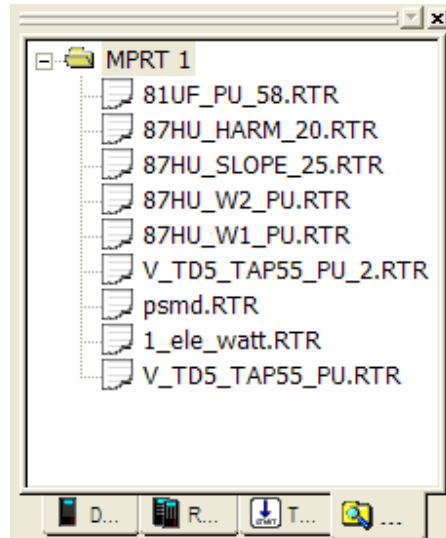 MPRT 1
81UF_PU_58.RTR
87HU_HARM_20.RTR
87HU_SLOPE_25.RTR
87HU_W2_PU.RTR
87HU_W1_PU.RTR
V_TD5_TAP55_PU_2.RTR
psmd.RTR
1_ele_watt.RTR
V_TD5_TAP55_PU.RTR
D... R... T... ...